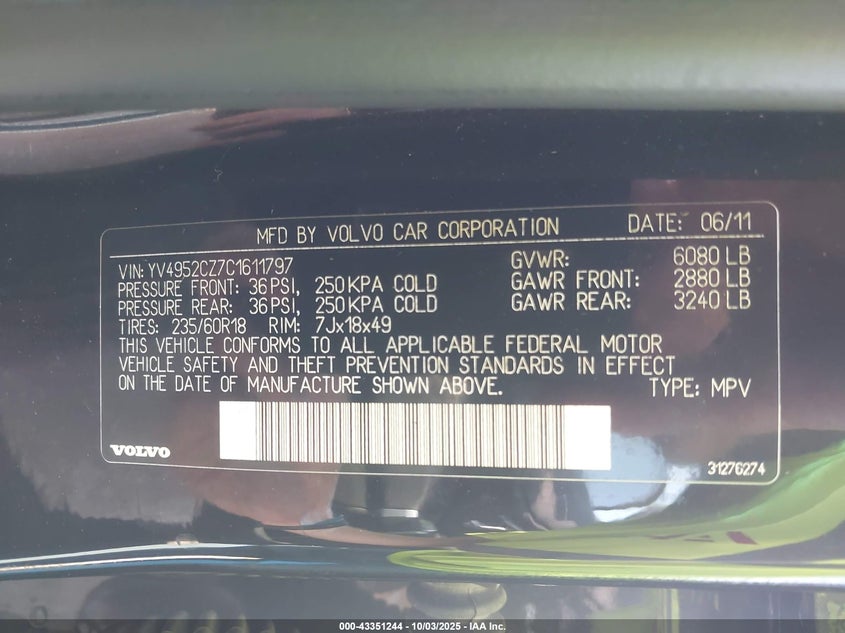 MFD BY VOLVO CAR CORPORATION DATE: 06/11
VIN: YV4952CZ7C1611797 GVWR: 6080 LB
PRESSURE FRONT: 36 PSI, 250 KPA COLD GAWR FRONT: 2880 LB
PRESSURE REAR: 36 PSI, 250 KPA COLD GAWR REAR: 3240 LB
TIRES: 235/60R18 RIM: 7Jx18x49
THIS VEHICLE CONFORMS TO ALL APPLICABLE FEDERAL MOTOR
VEHICLE SAFETY AND THEFT PREVENTION STANDARDS IN EFFECT
ON THE DATE OF MANUFACTURE SHOWN ABOVE. TYPE: MPV
VOLVO 31276274
000-43351244 - 10/03/2025 - IAA Inc.